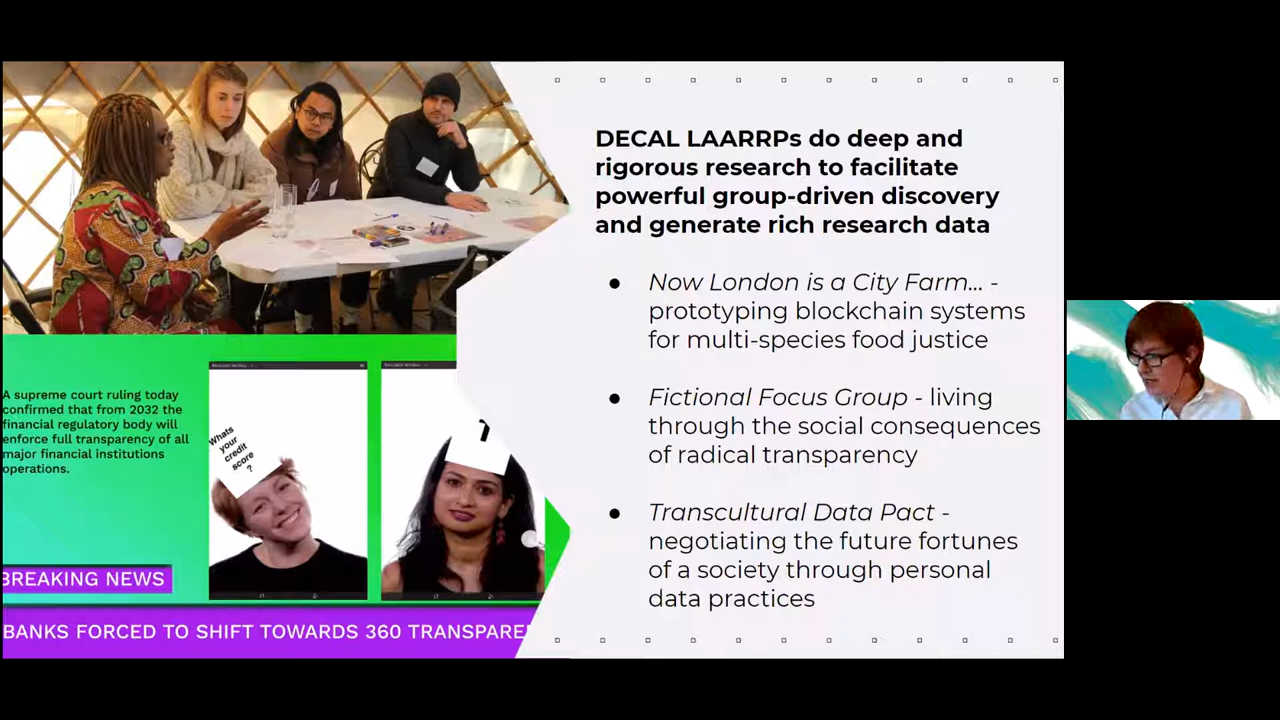 DECAL LAARRPs do deep and
rigorous research to facilitate
powerful group-driven discovery
and generate rich research data
● Now London is a City Farm... -
prototyping blockchain systems
for multi-species food justice
● Fictional Focus Group - living
through the social consequences
of radical transparency
● Transcultural Data Pact -
negotiating the future fortunes
of a society through personal
data practices
A supreme court ruling today
confirmed that from 2032 the
financial regulatory body will
enforce full transparency of all
major financial institutions
operations.
Whats
your
credit
score
?
BREAKING NEWS
BANKS FORCED TO SHIFT TOWARDS 360 TRANSPARE